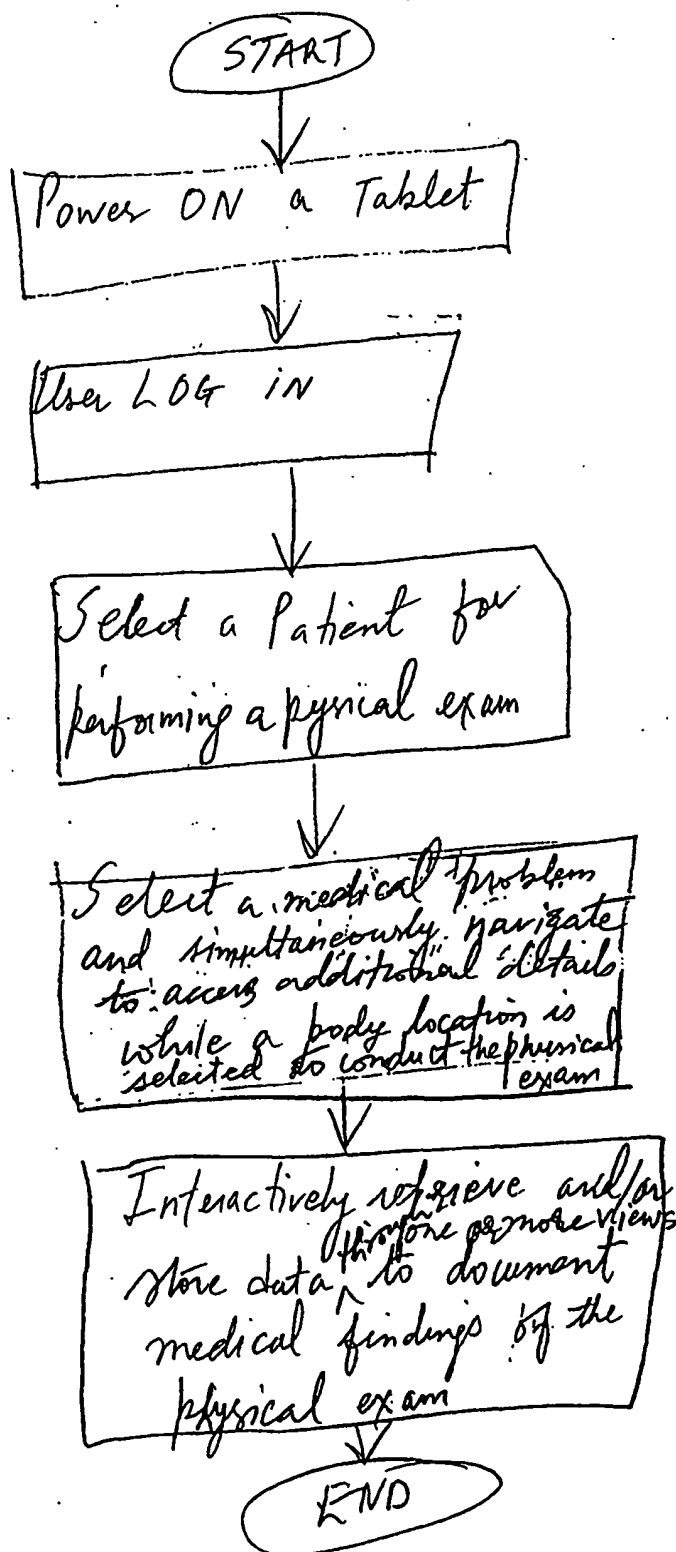 START
Power ON a Tablet
User LOG iN
Select a Patient for
performing a pysical exam
Select a medical problem
and simultaneously navigate
to access additional details
while a body location is
selected to conduct the physical
exam
Interactively retrieve and/or
through one or more views
store data ^ to document
medical findings of the
physical exam
END